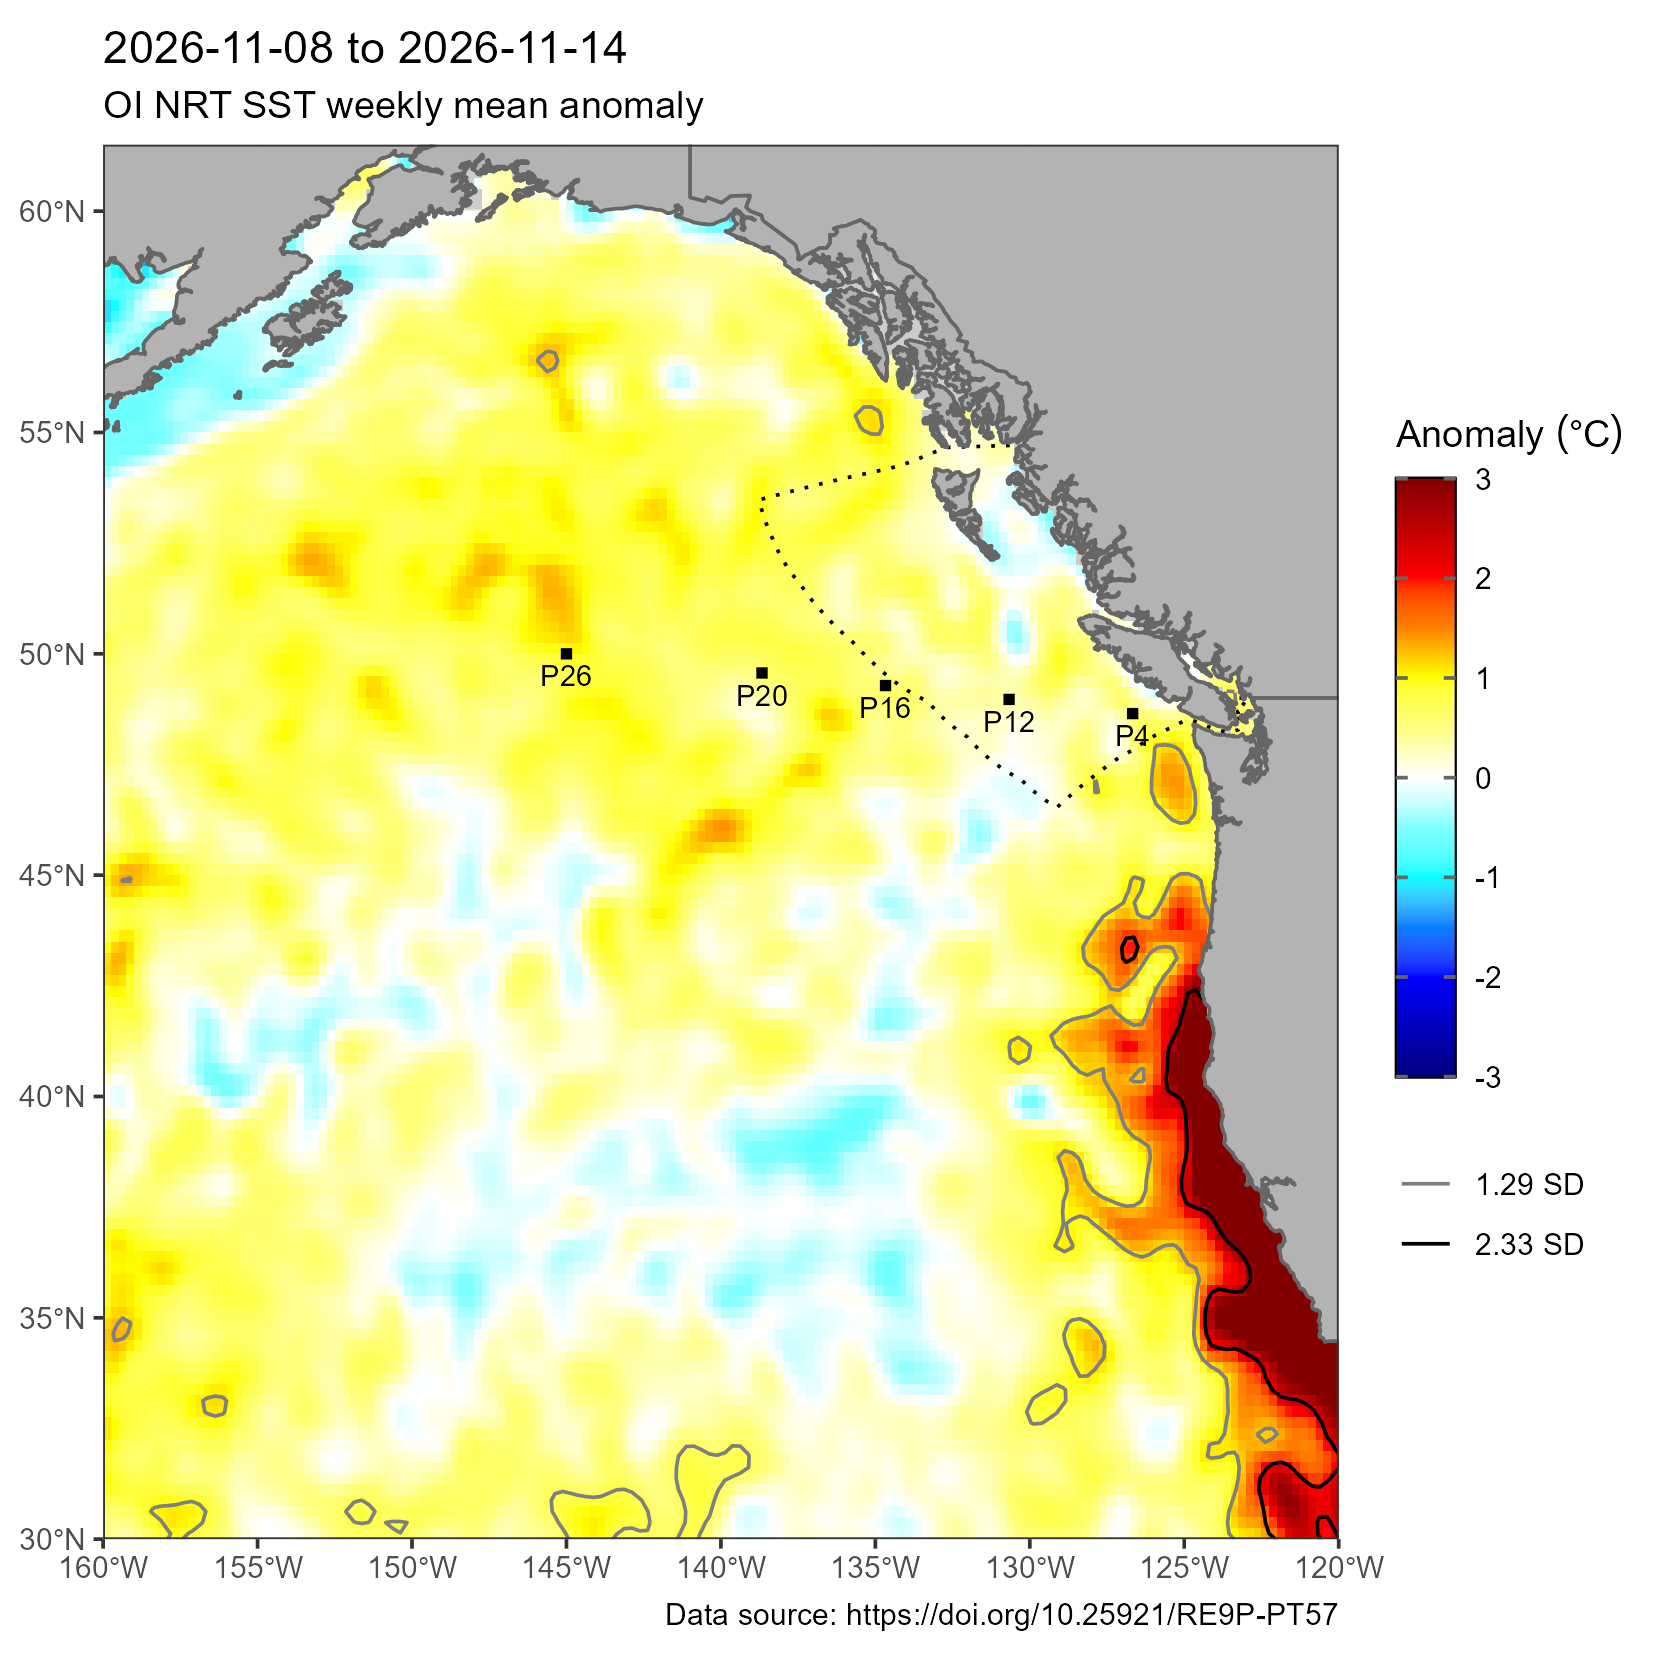 2026-11-08 to 2026-11-14
OI NRT SST weekly mean anomaly
60°N
55°N
50°N
45°N
40°N
35°N
30°N
160°W
155°W
150°W
145°W
140°W
135°W
130°W
125°W
120°W
P26
P20
P16
P12
P4
Anomaly (°C)
3
2
1
0
-1
-2
-3
1.29 SD
2.33 SD
Data source: https://doi.org/10.25921/RE9P-PT57